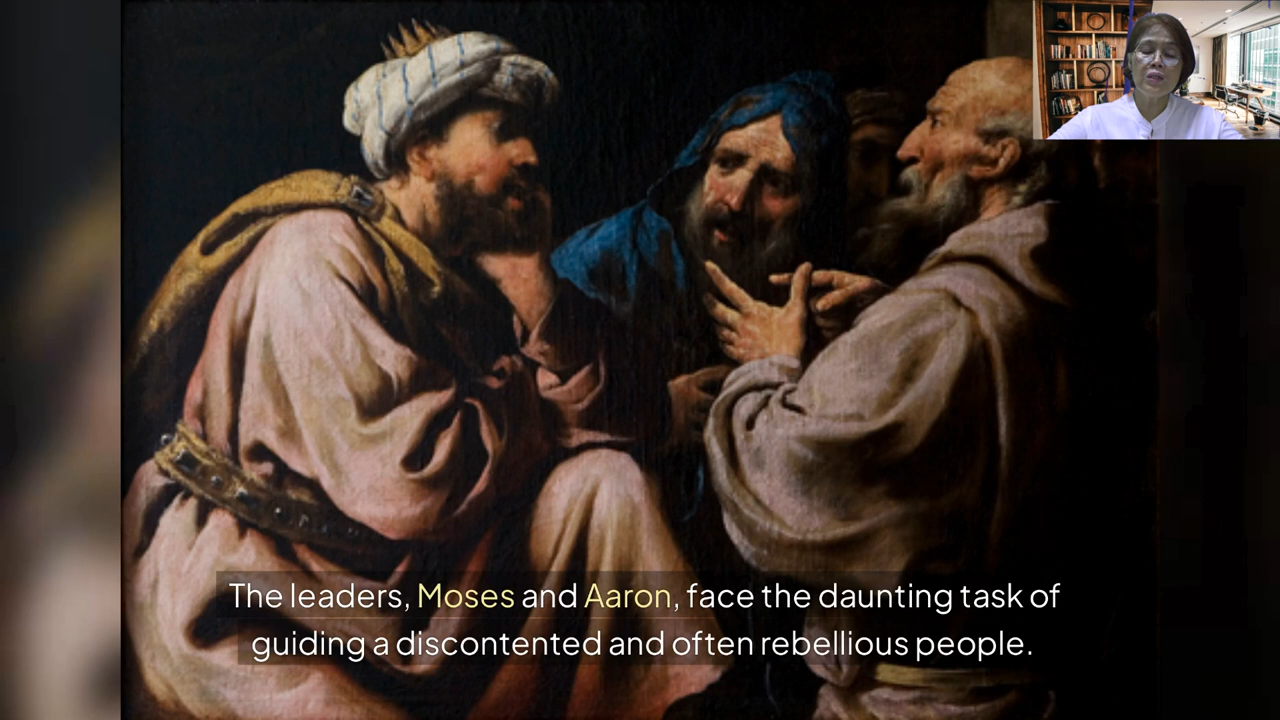 The leaders, Moses and Aaron, face the daunting task of
guiding a discontented and often rebellious people.